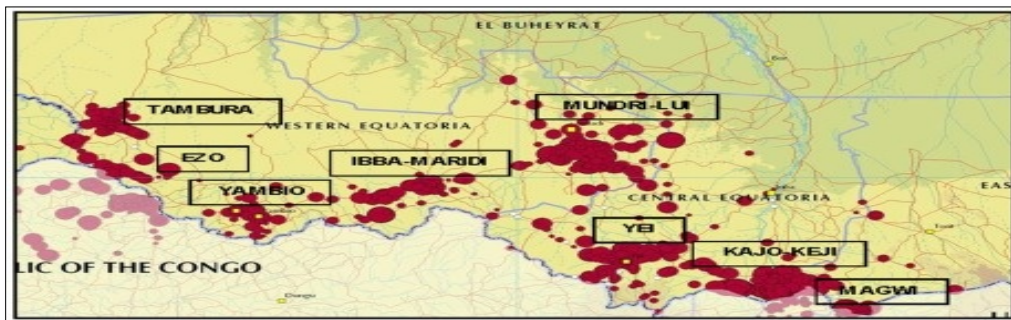 EL BUHEYRAT
TAMBURA
MUNDRI-LUI
WESTERN EQUATORIA
EZO
IBBA-MARIDI
YAMBIO
CENTRAL EQUATORIA
EAS
YEI
KAJO-KEJI
LIC OF THE CONGO
MAGWI